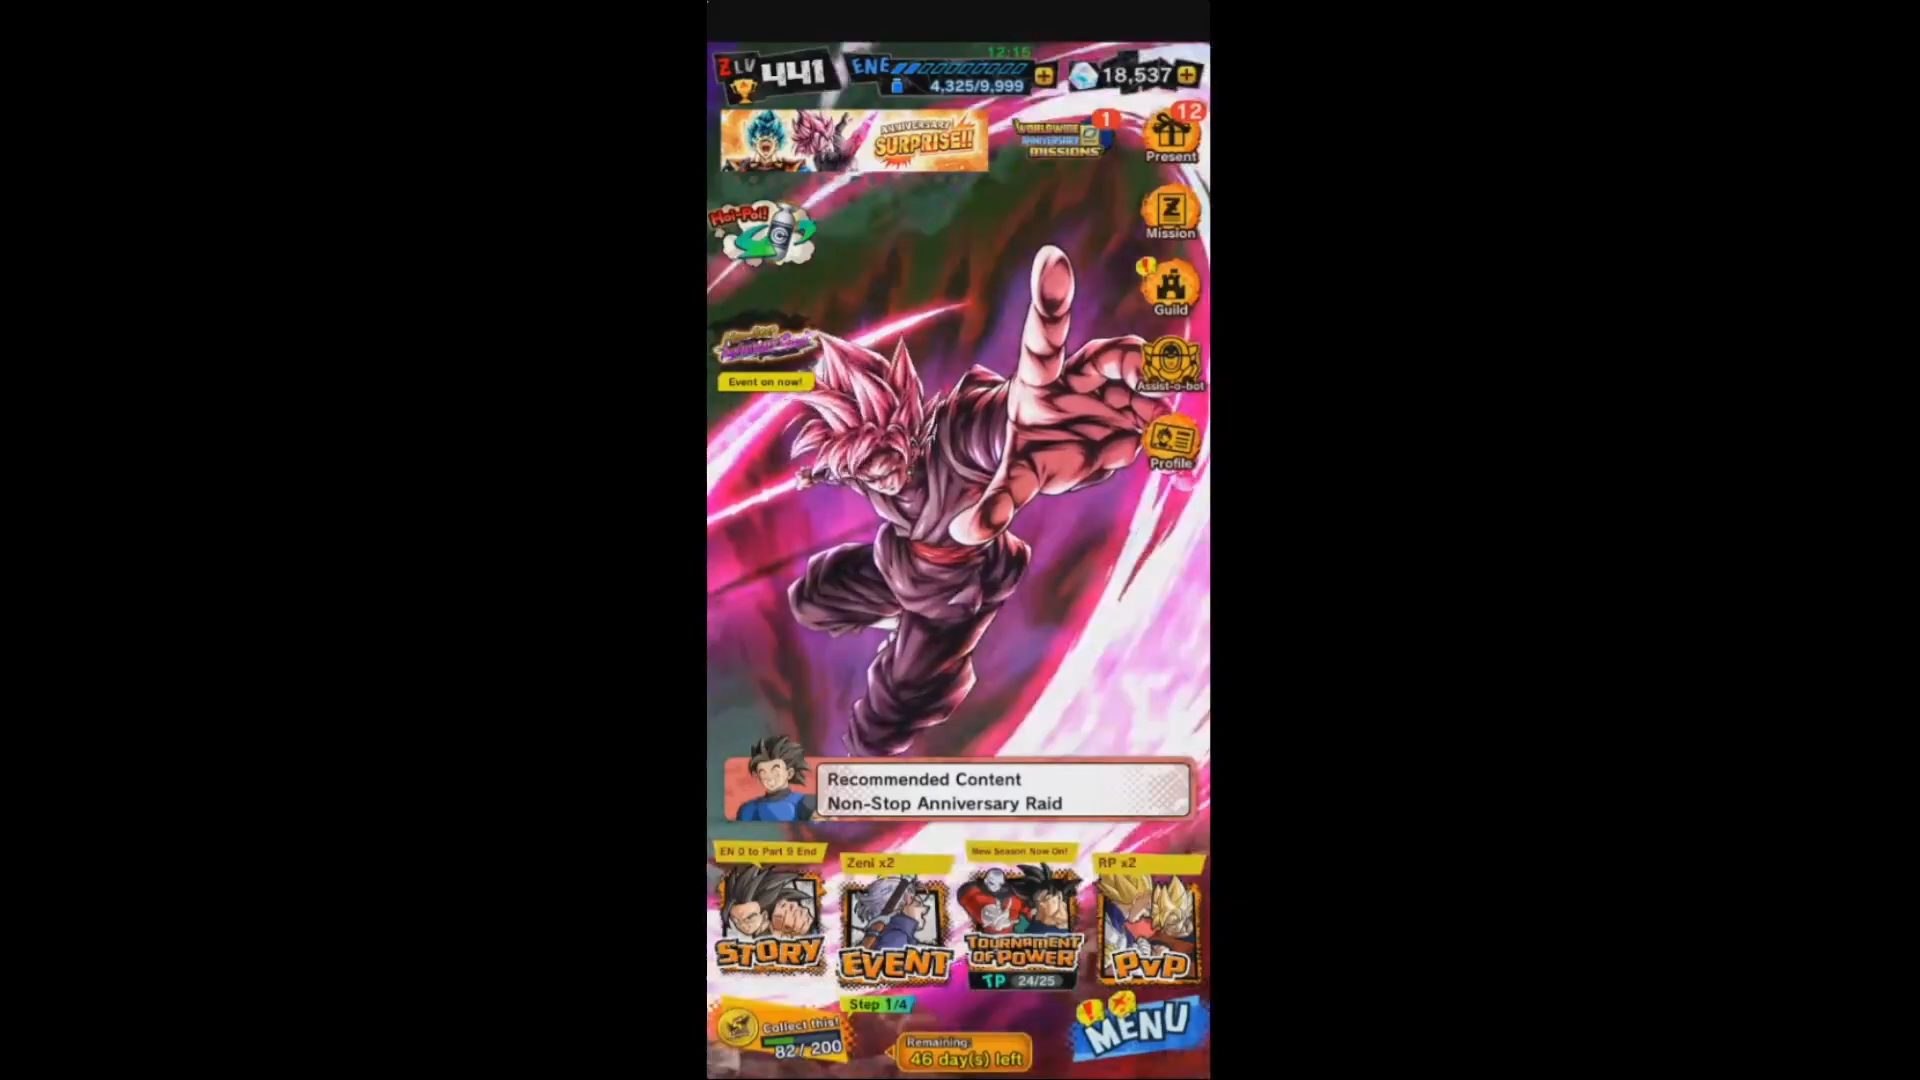 12:15
Z LV 441
ENE
4,325/9,999
18,537
ANNIVERSARY
SURPRISE!!
WORLDWIDE
ANNIVERSARY
MISSIONS
1
12
Present
Hoi-Poi!
Mission
Guild
Event on now!
Assist-o-bot
Profile
Recommended Content
Non-Stop Anniversary Raid
EN 0 to Part 9 End
Zeni x2
New Season Now On!
RP x2
STORY
EVENT
TOURNAMENT
OF POWER
TP 24/25
PvP
Step 1/4
Collect this!
82/200
Remaining:
46 day(s) left
MENU